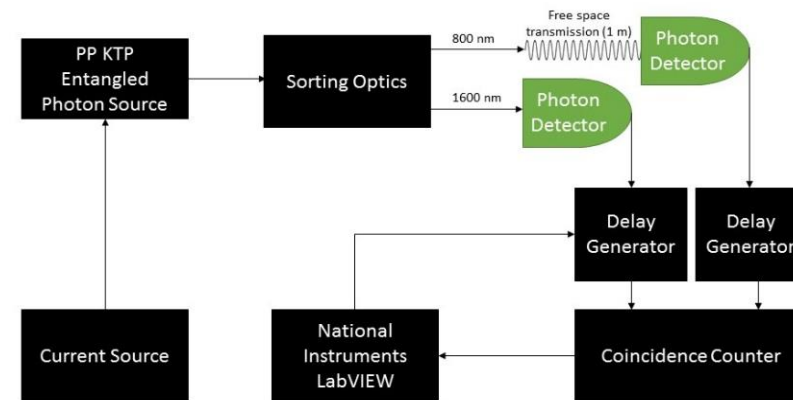 PP KTP
Entangled
Photon Source
Sorting Optics
800 nm
Free space
transmission (1 m)
Photon
Detector
1600 nm
Photon
Detector
Delay
Generator
Delay
Generator
Current Source
National
Instruments
LabVIEW
Coincidence Counter